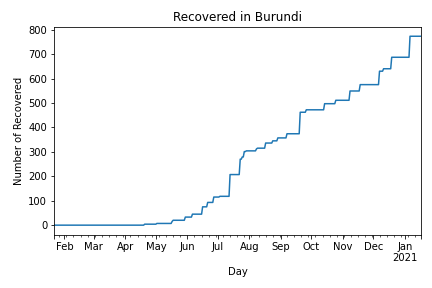 Recovered in Burundi
Number of Recovered
800
700
600
500
400
300
200
100
0
Feb Mar Apr May Jun Jul Aug Sep Oct Nov Dec Jan
2021
Day